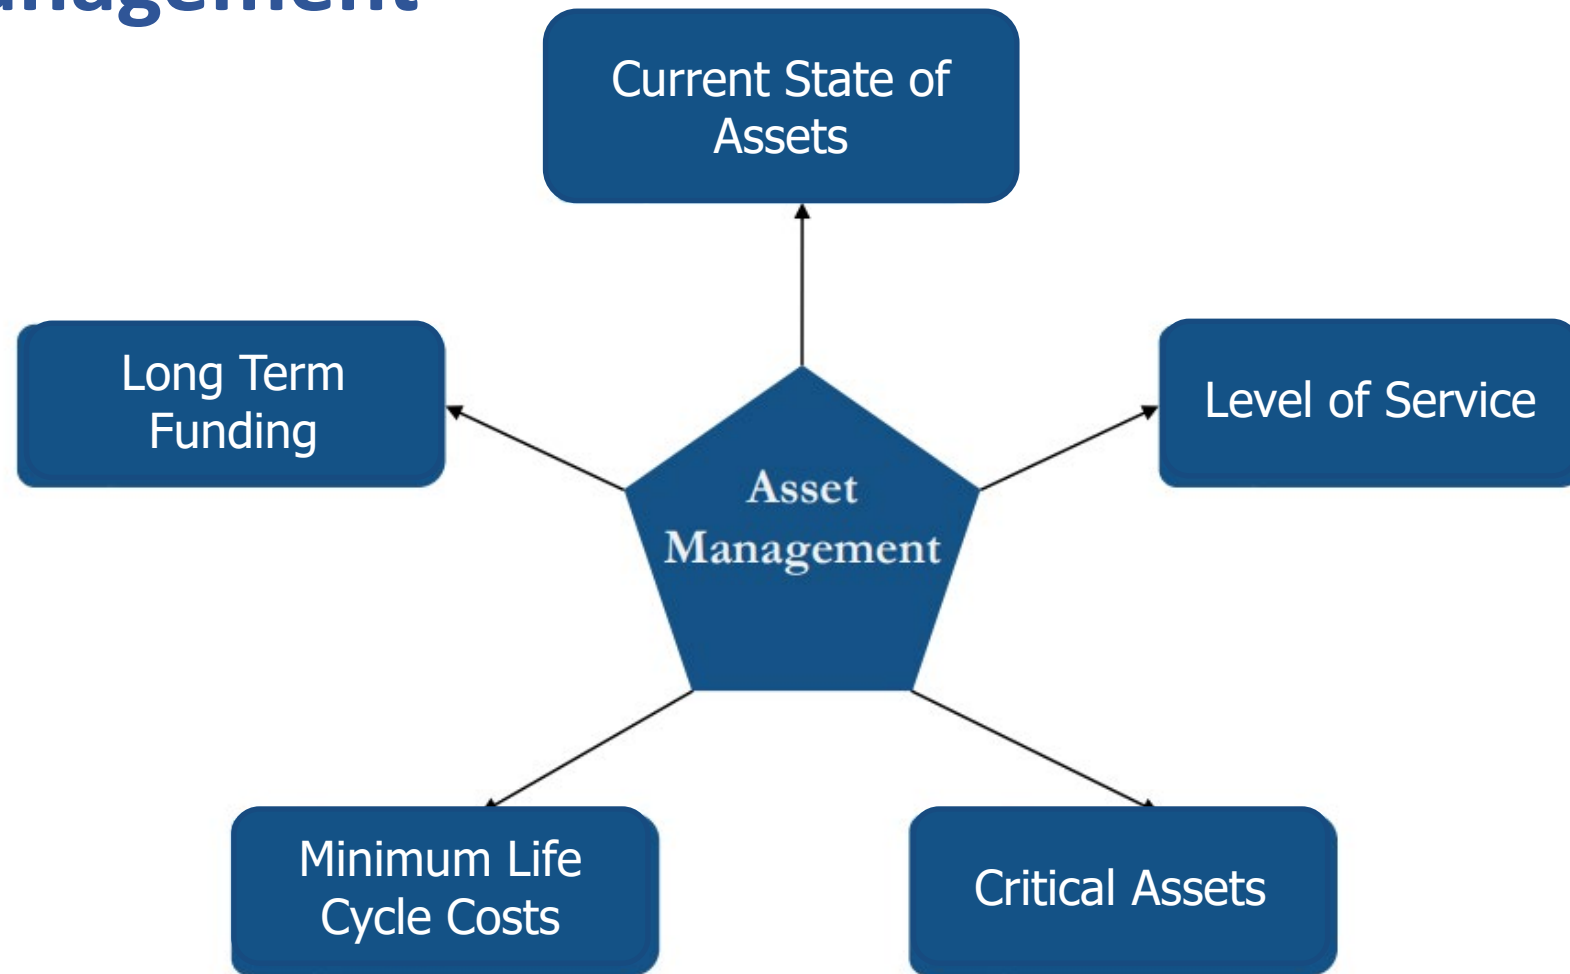 Current State of
Assets
Long Term
Funding
Level of Service
Asset
Management
Minimum Life
Cycle Costs
Critical Assets